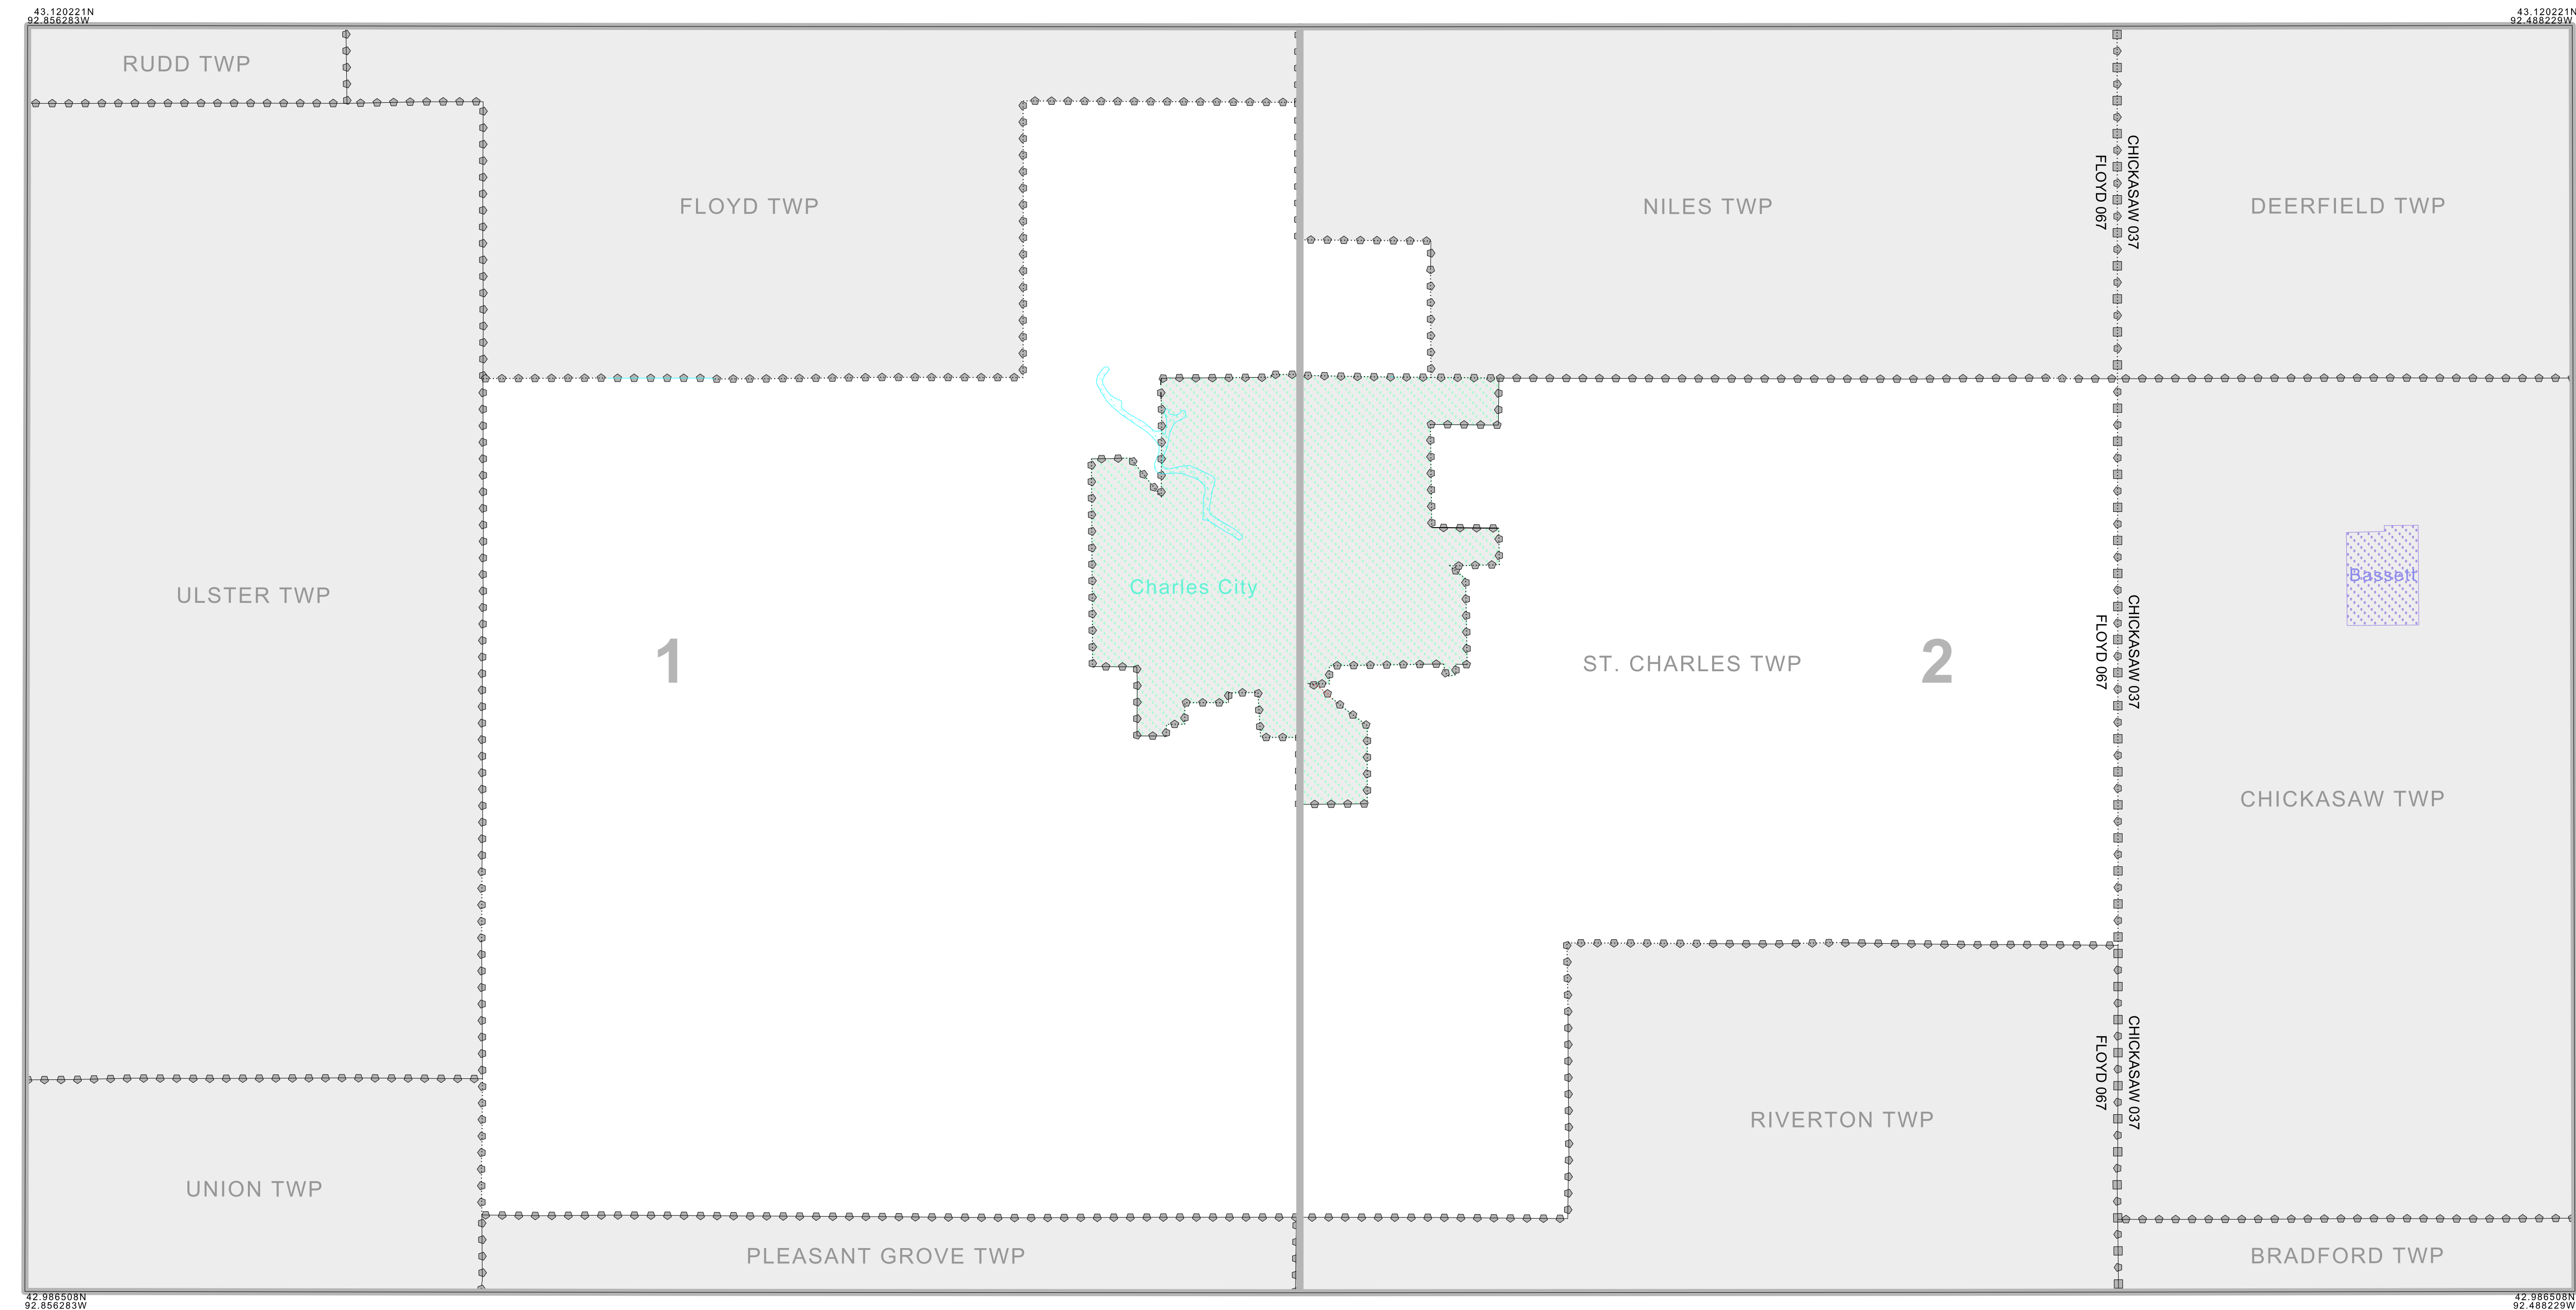 43.120221N
92.856283W
43.120221N
92.488229W
RUDD TWP
FLOYD TWP
NILES TWP
DEERFIELD TWP
CHICKASAW 037
FLOYD 067
ULSTER TWP
Charles City
Bassett
1
ST. CHARLES TWP
2
CHICKASAW 037
FLOYD 067
CHICKASAW TWP
CHICKASAW 037
FLOYD 067
RIVERTON TWP
UNION TWP
PLEASANT GROVE TWP
BRADFORD TWP
42.986508N
92.856283W
42.986508N
92.488229W